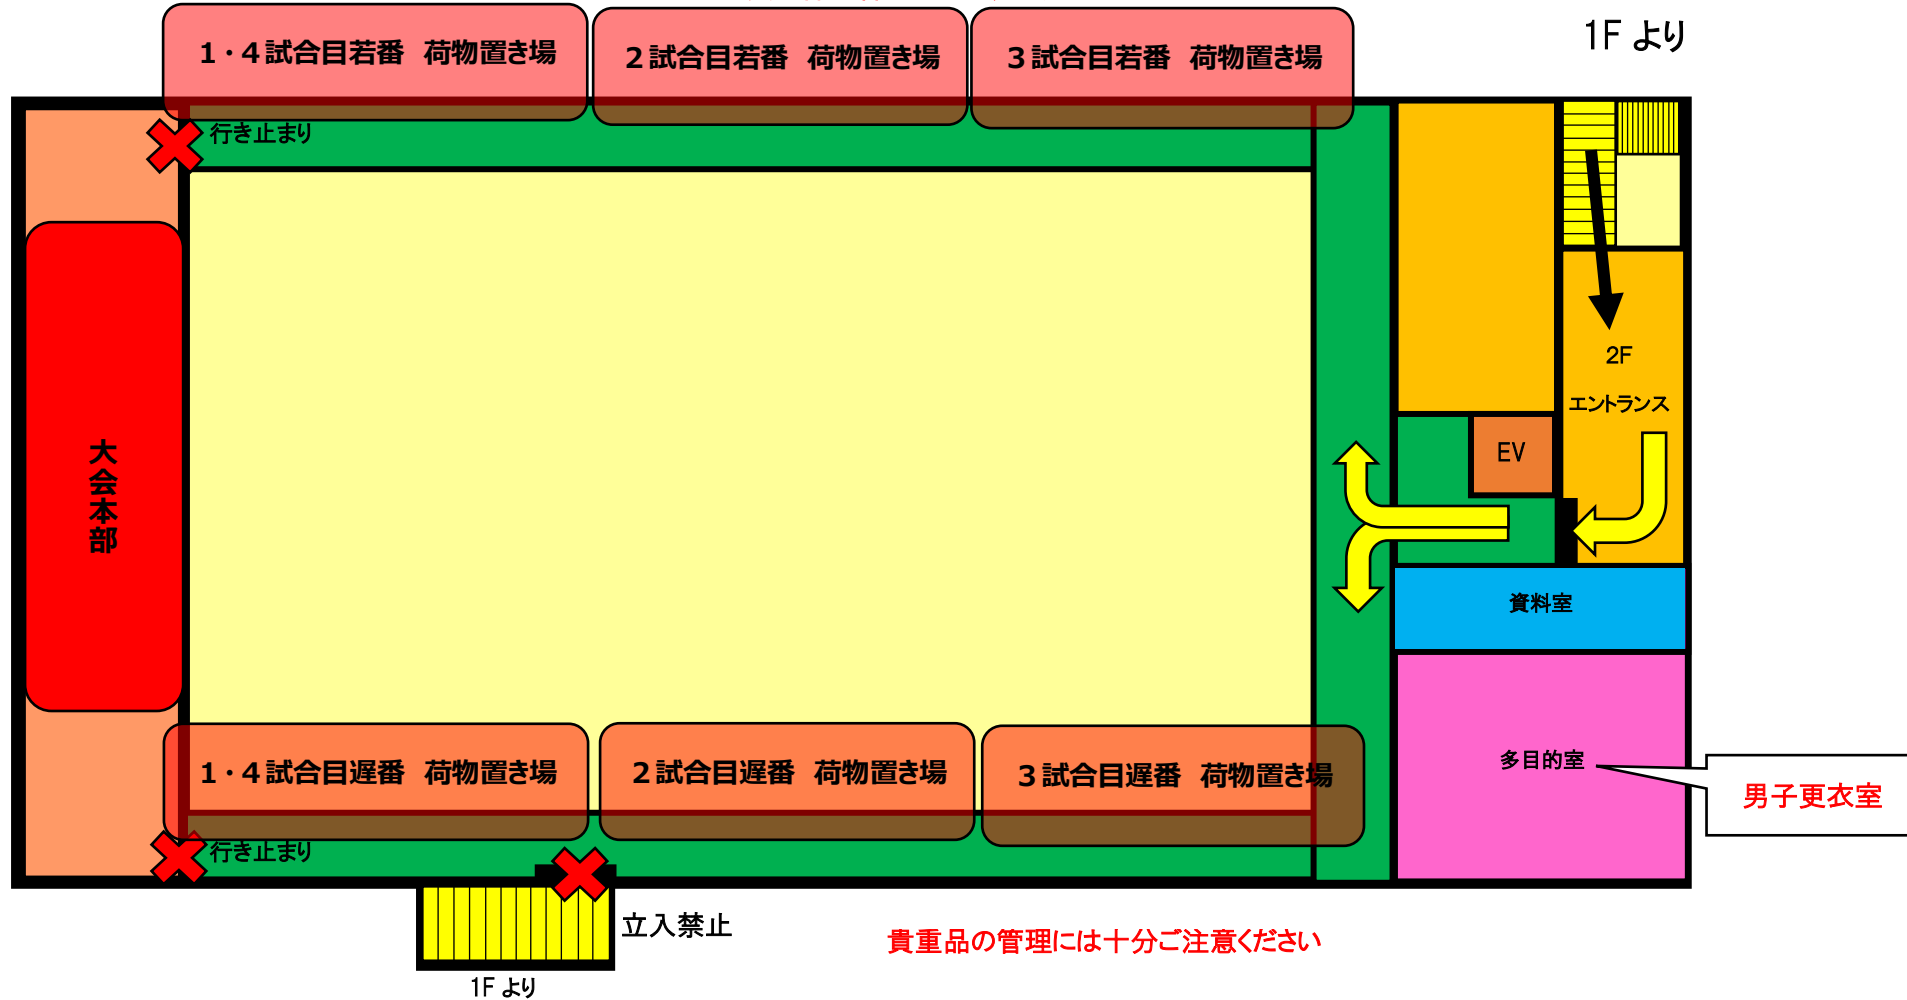 1F より
1・4試合目若番 荷物置き場
2試合目若番 荷物置き場
3試合目若番 荷物置き場
行き止まり
2F
エントランス
EV
大会本部
資料室
1・4試合目遅番 荷物置き場
2試合目遅番 荷物置き場
3試合目遅番 荷物置き場
多目的室
男子更衣室
行き止まり
立入禁止
貴重品の管理には十分ご注意ください
1F より